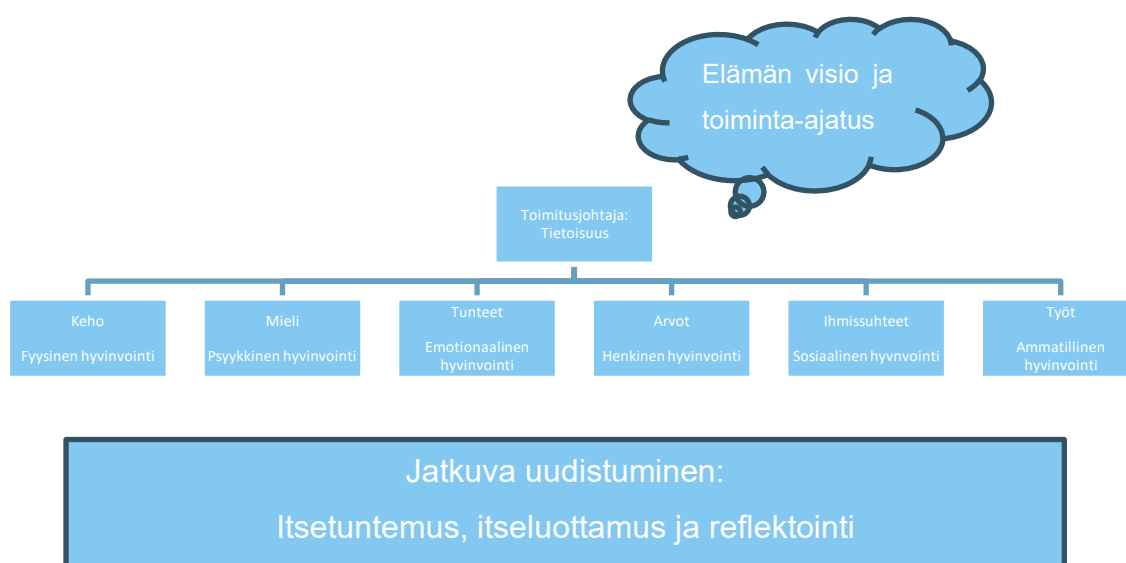 Elämän visio ja
toiminta-ajatus
Toimitusjohtaja:
Tietoisuus
Keho
Fyysinen hyvinvointi
Mieli
Psyykkinen hyvinvointi
Tunteet
Emotionaalinen
hyvinvointi
Arvot
Henkinen hyvinvointi
Ihmissuhteet
Sosiaalinen hyvnvointi
Työt
Ammatillinen
hyvinvointi
Jatkuva uudistuminen:
Itsetuntemus, itseluottamus ja reflektointi